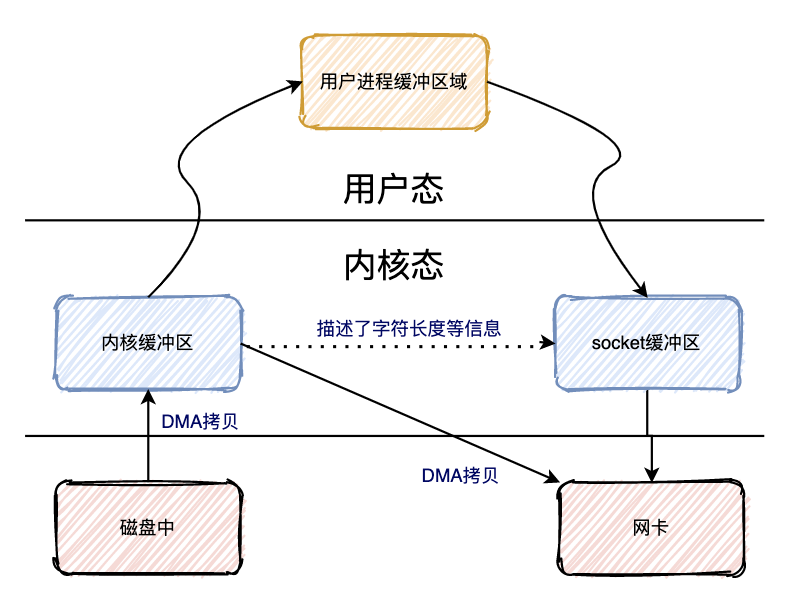 用户进程缓冲区域
用户态
内核态
描述了字符长度等信息
内核缓冲区
socket缓冲区
DMA拷贝
DMA拷贝
磁盘中
网卡